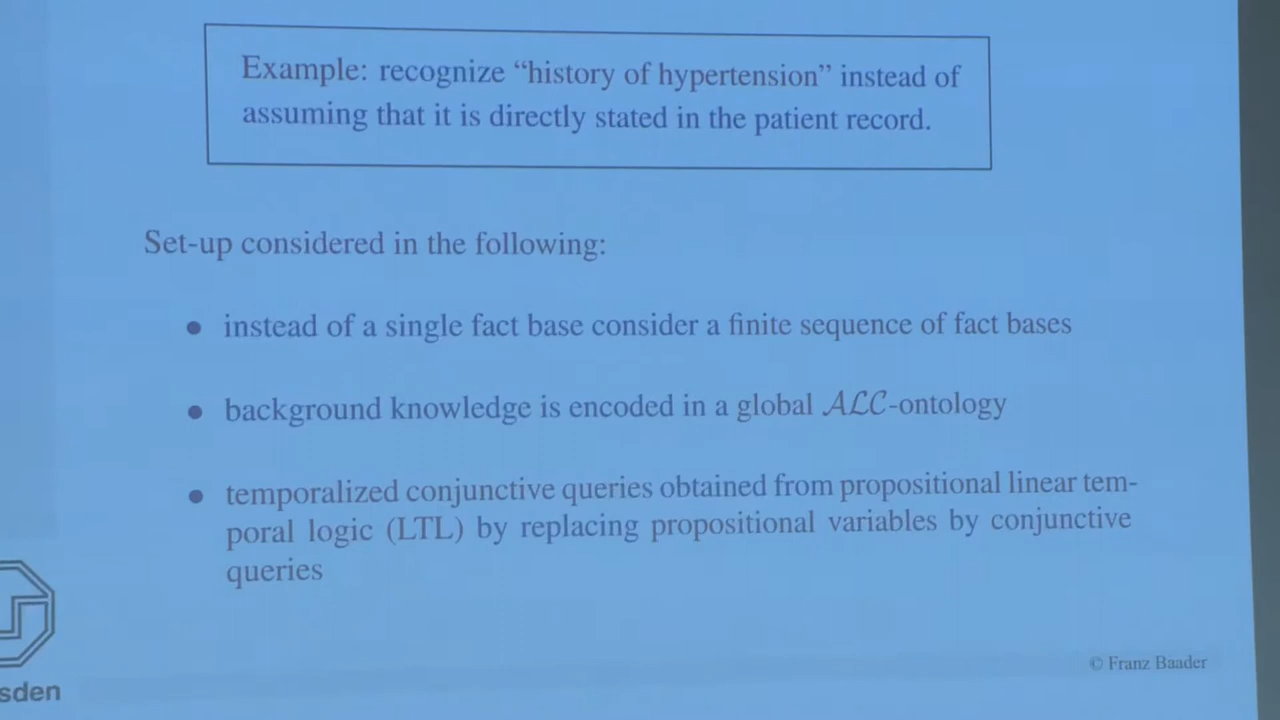 Example: recognize “history of hypertension” instead of
assuming that it is directly stated in the patient record.
Set-up considered in the following:
● instead of a single fact base consider a finite sequence of fact bases
● background knowledge is encoded in a global ALC-ontology
● temporalized conjunctive queries obtained from propositional linear tem-
poral logic (LTL) by replacing propositional variables by conjunctive
queries
© Franz Baader
sden